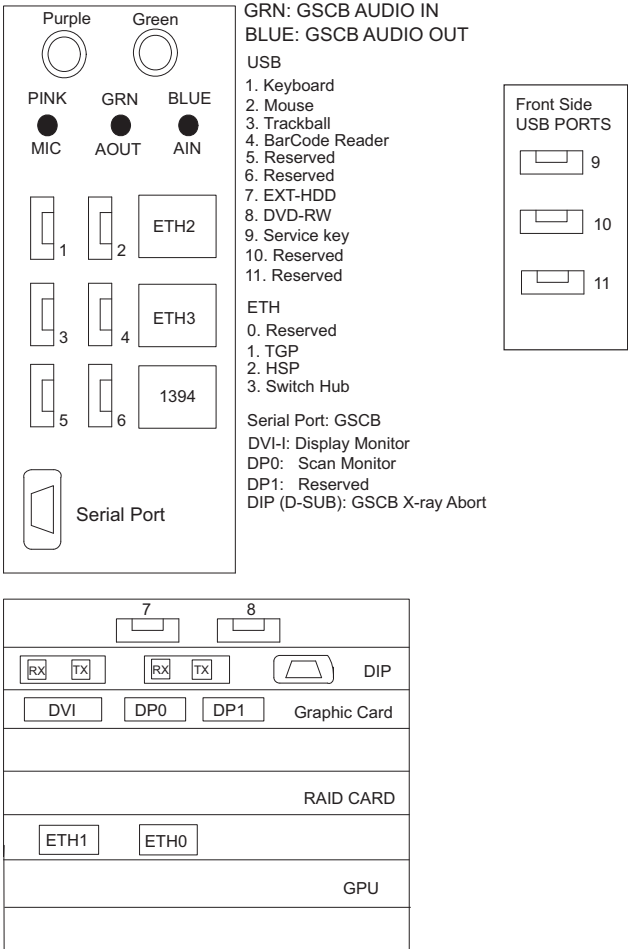 Purple Green
PINK GRN BLUE
MIC AOUT AIN
1 2 ETH2
3 4 ETH3
5 6 1394
Serial Port
GRN: GSCB AUDIO IN
BLUE: GSCB AUDIO OUT
USB
1. Keyboard
2. Mouse
3. Trackball
4. BarCode Reader
5. Reserved
6. Reserved
7. EXT-HDD
8. DVD-RW
9. Service key
10. Reserved
11. Reserved
ETH
0. Reserved
1. TGP
2. HSP
3. Switch Hub
Serial Port: GSCB
DVI-I: Display Monitor
DP0: Scan Monitor
DP1: Reserved
DIP (D-SUB): GSCB X-ray Abort
Front Side
USB PORTS
9
10
11
7 8
RX TX RX TX DIP
DVI DP0 DP1 Graphic Card
RAID CARD
ETH1 ETH0
GPU